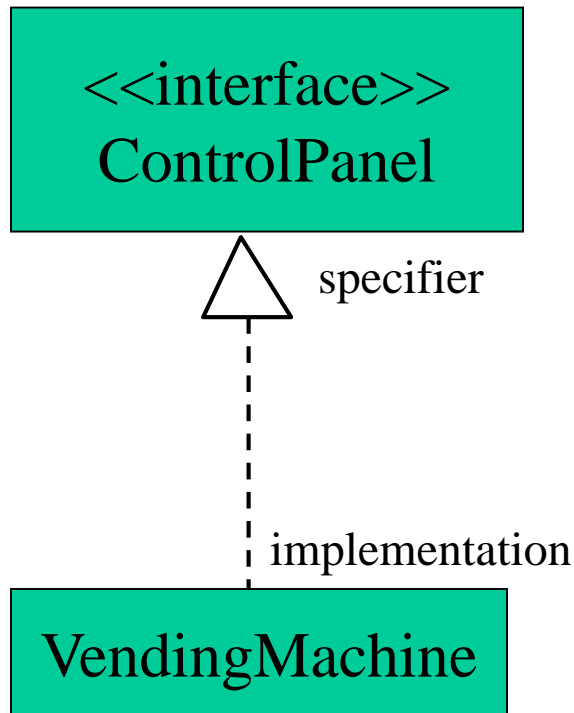 <<interface>>
ControlPanel
specifier
implementation
VendingMachine